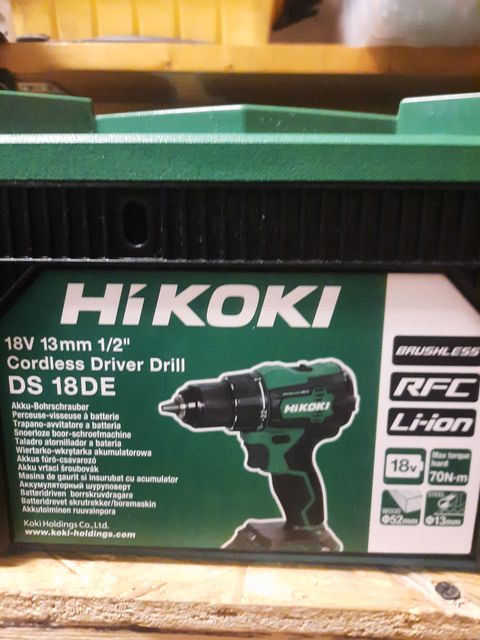 HiKOKI
18V 13mm 1/2"
Cordless Driver Drill
DS 18DE
Akku-Bohrschrauber
Perceuse-visseuse à batterie
Trapano-avvitatore a batteria
Snoerloze boor-schroefmachine
Taladro atornillador a batería
Wiertarko-wkrętarka akumulatorowa
Akkus fúró-csavarozó
Aku vrtací šroubovák
Masina de gaurit si insurubat cu acumulator
Аккумуляторный шуруповерт
Batteridriven borrskruvdragare
Batteridrevet skrutrekker/boremaskin
Akkutoiminen ruuvainpora
Koki Holdings Co.,Ltd.
www.koki-holdings.com
HiKOKI
22
BRUSHLESS
RFC
Li-ion
18v
Max torque
hard
70N·m
WOOD
Φ52mm
STEEL
Φ13mm